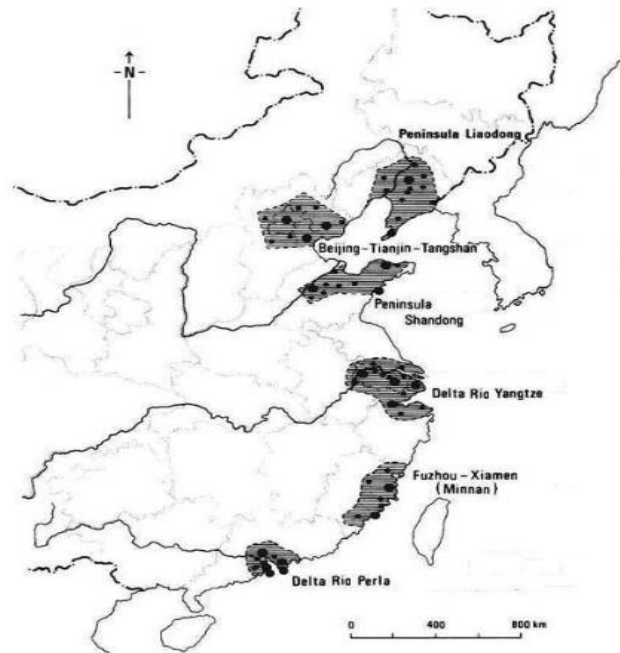 -N-
Peninsula Liaodong
Beijing-Tianjin-Tangshan
Peninsula
Shandong
Delta Rio Yangtze
Fuzhou-Xiamen
(Minnan)
Delta Rio Perla
0 400 800 km